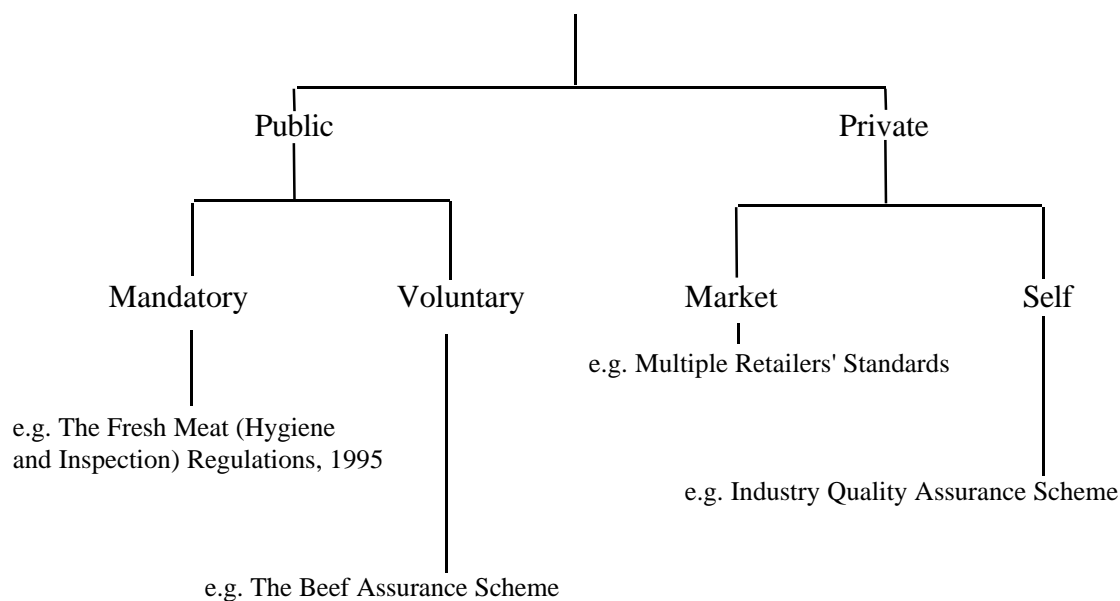 Public
Private
Mandatory
Voluntary
Market
Self
e.g. Multiple Retailers' Standards
e.g. The Fresh Meat (Hygiene
and Inspection) Regulations, 1995
e.g. Industry Quality Assurance Scheme
e.g. The Beef Assurance Scheme